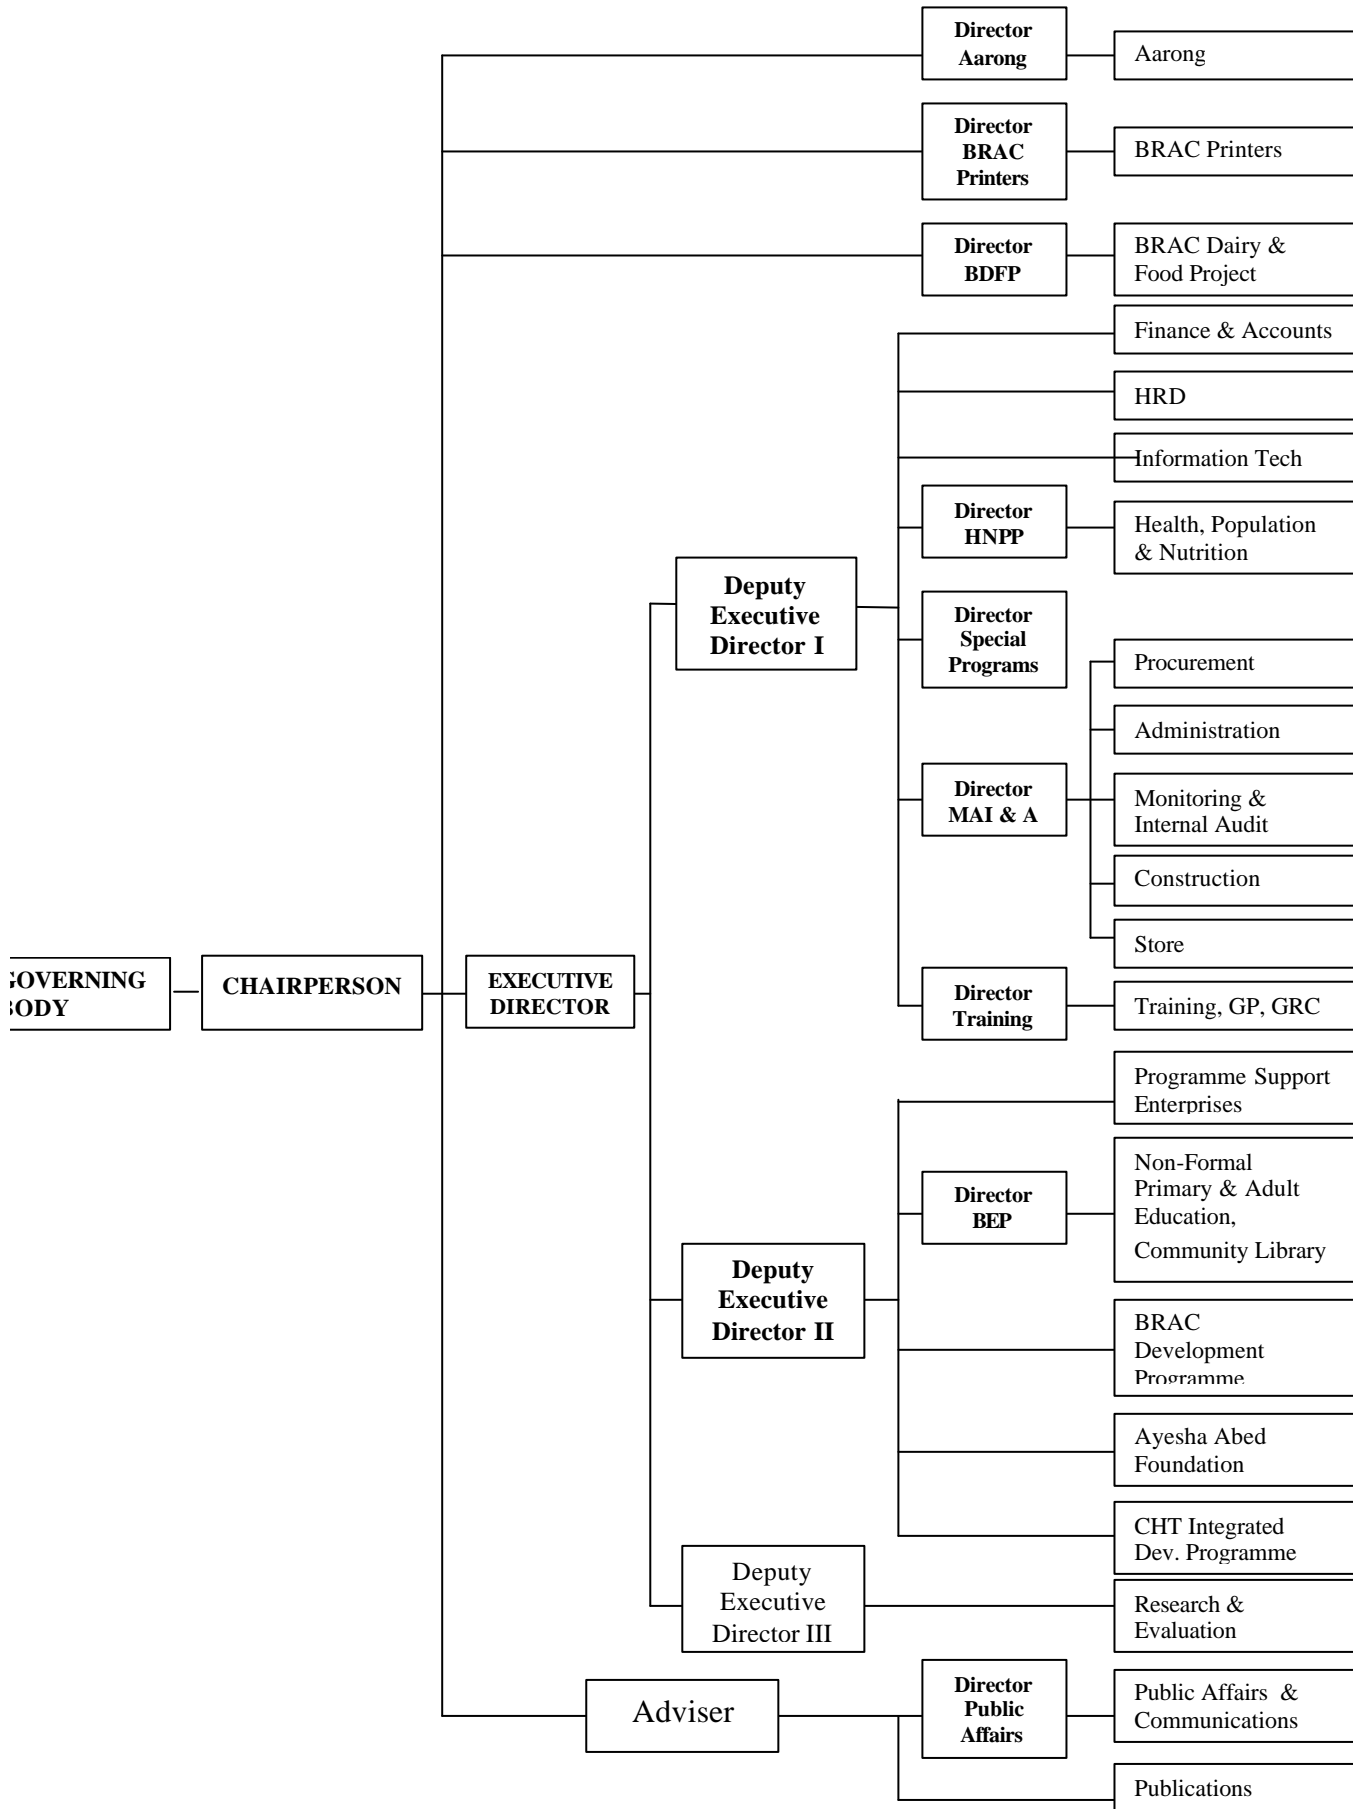 Director
Aarong
Aarong
Director
BRAC
Printers
BRAC Printers
Director
BDFP
BRAC Dairy &
Food Project
Finance & Accounts
HRD
Information Tech
Director
HNPP
Health, Population
& Nutrition
Deputy
Executive
Director I
Director
Special
Programs
Procurement
Administration
Director
MAI & A
Monitoring &
Internal Audit
Construction
Store
GOVERNING
BODY
CHAIRPERSON
EXECUTIVE
DIRECTOR
Director
Training
Training, GP, GRC
Programme Support
Enterprises
Director
BEP
Non-Formal
Primary & Adult
Education,
Community Library
Deputy
Executive
Director II
BRAC
Development
Programme
Ayesha Abed
Foundation
CHT Integrated
Dev. Programme
Deputy
Executive
Director III
Research &
Evaluation
Adviser
Director
Public
Affairs
Public Affairs &
Communications
Publications